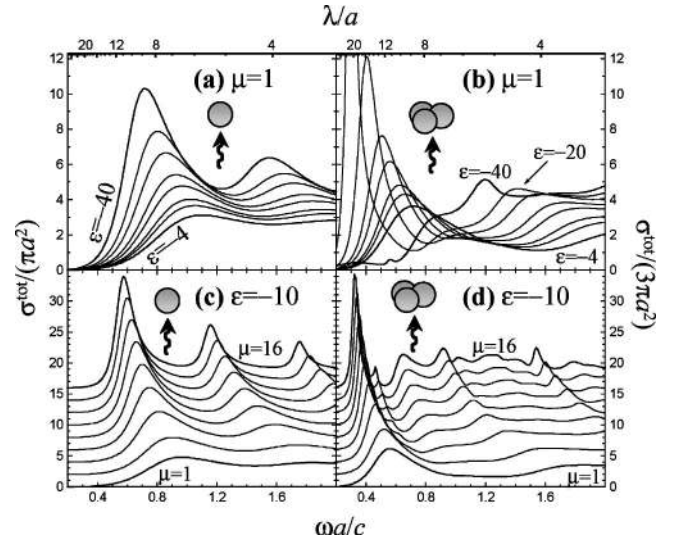 λ/a
20 12 8 4 20 12 8 4
12 (a) μ=1 (b) μ=1 12
10 10
8 8
6 ε=−40 ε=−20 6
4 4
2 ε=−40 ε=−4 ε=−4 2
0 0
σᵗᵒᵗ/(πa²) σᵗᵒᵗ/(3πa²)
(c) ε=−10 (d) ε=−10
30 30
25 25
20 μ=16 μ=16 20
15 15
10 10
5 5
0 μ=1 μ=1 0
0.4 0.8 1.2 1.6 0.4 0.8 1.2 1.6
ωa/c